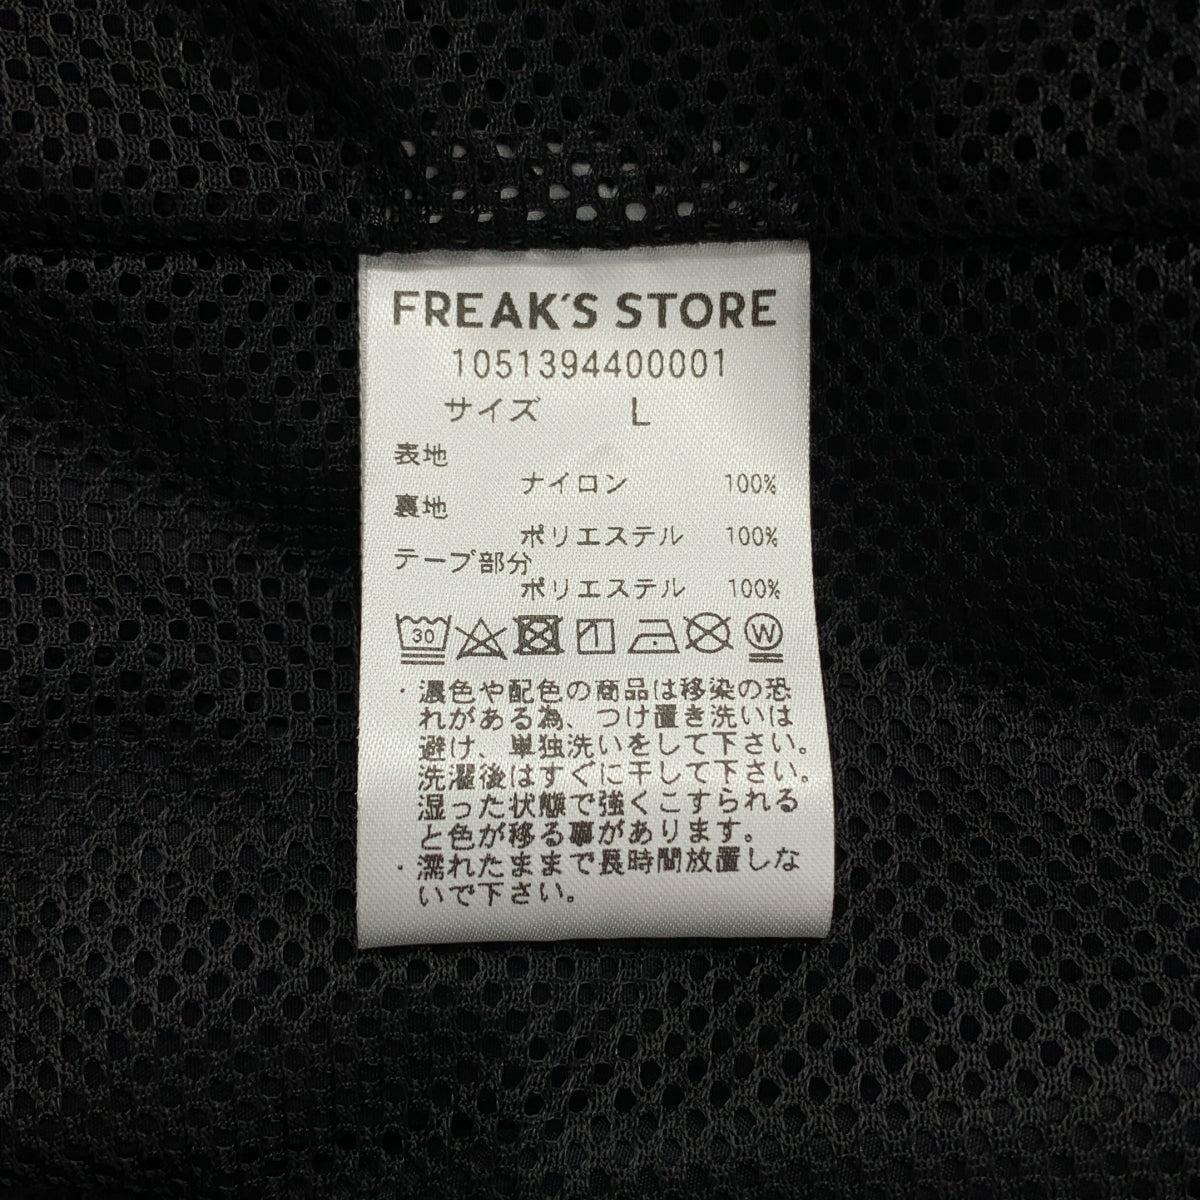 FREAK'S STORE
1051394400001
サイズ L
表地
ナイロン 100%
裏地
ポリエステル 100%
テープ部分
ポリエステル 100%
30 W
・濃色や配色の商品は移染の恐
れがある為、つけ置き洗いは
避け、単独洗いをして下さい。
洗濯後はすぐに干して下さい。
湿った状態で強くこすられる
と色が移る事があります。
・濡れたままで長時間放置しな
いで下さい。